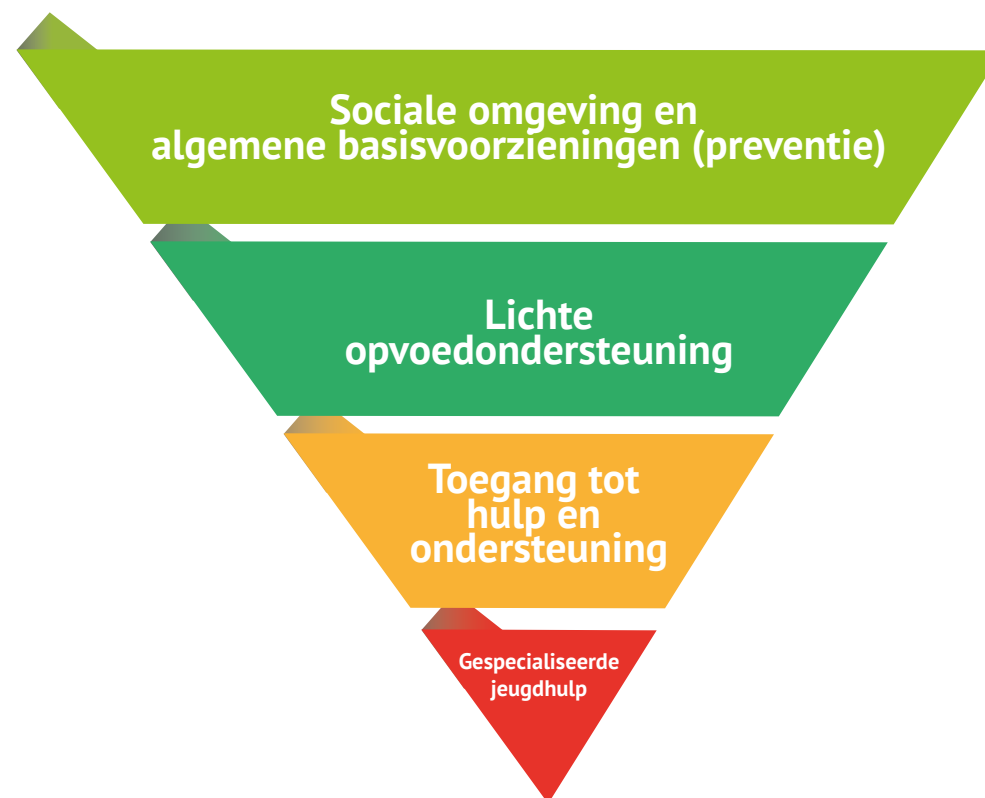 Sociale omgeving en
algemene basisvoorzieningen (preventie)
Lichte
opvoedondersteuning
Toegang tot
hulp en
ondersteuning
Gespecialiseerde
jeugdhulp